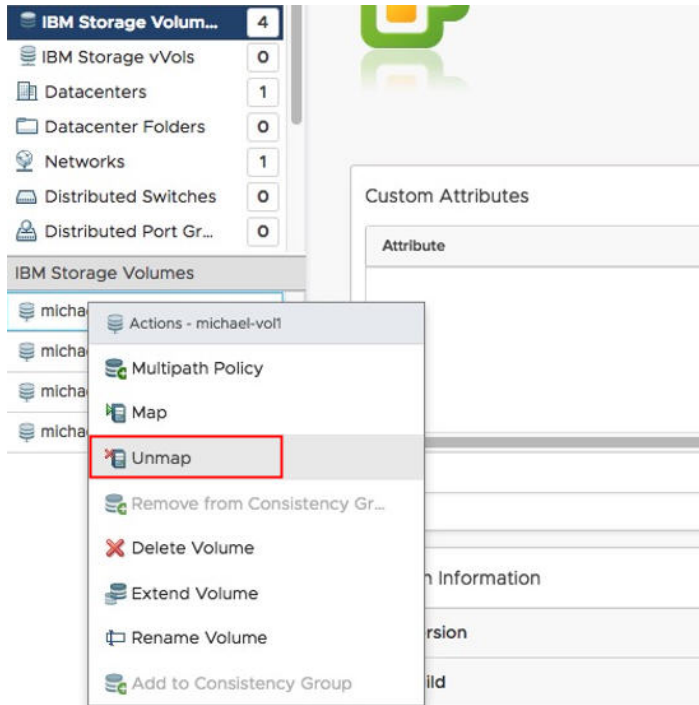 IBM Storage Volum... 4
IBM Storage vVols 0
Datacenters 1
Datacenter Folders 0
Networks 1
Distributed Switches 0
Distributed Port Gr... 0
IBM Storage Volumes
micha
micha
micha
micha
Actions - michael-vol1
Multipath Policy
Map
Unmap
Remove from Consistency Gr...
Delete Volume
Extend Volume
Rename Volume
Add to Consistency Group
Custom Attributes
Attribute
Information
rsion
ild